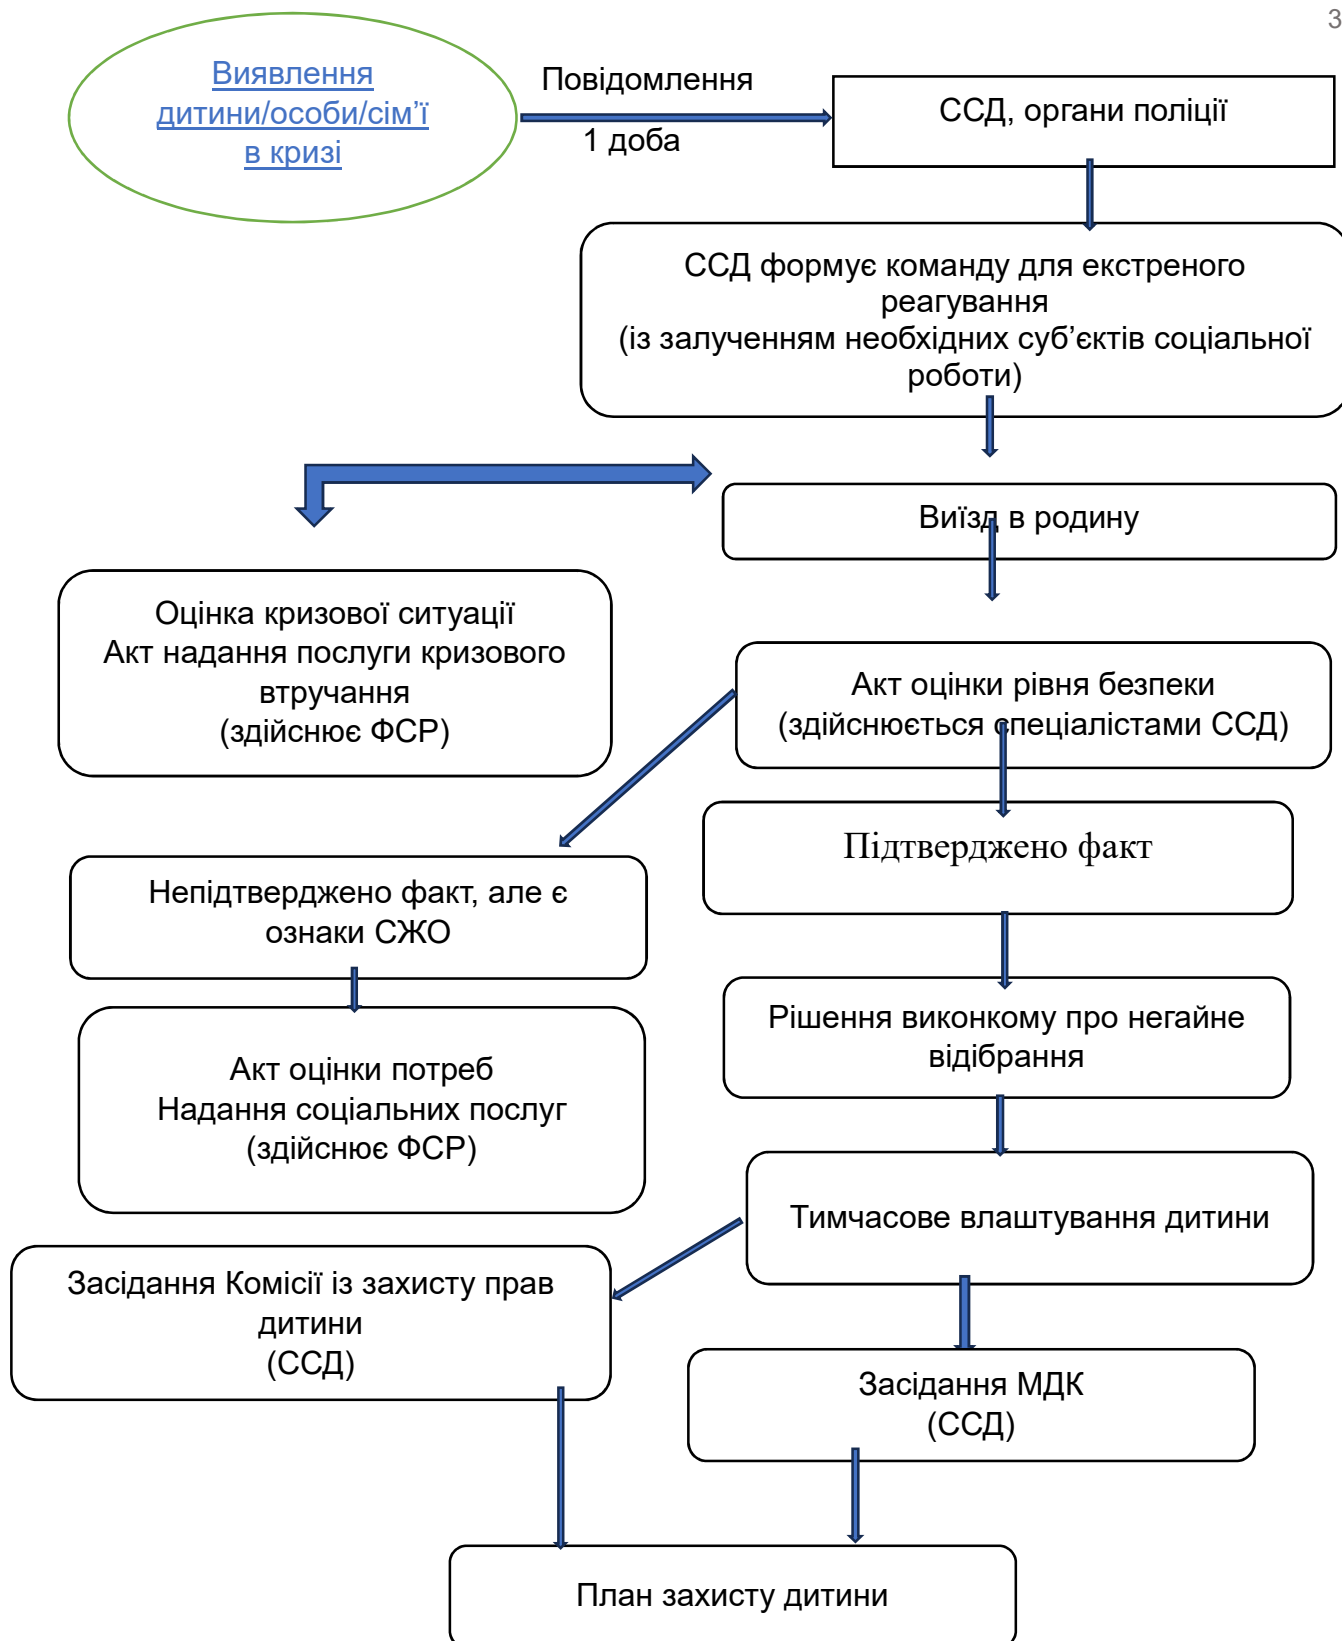 3
Виявлення
дитини/особи/сім’ї
в кризі
Повідомлення
1 доба
ССД, органи поліції
ССД формує команду для екстреного
реагування
(із залученням необхідних суб’єктів соціальної
роботи)
Виїзд в родину
Оцінка кризової ситуації
Акт надання послуги кризового
втручання
(здійснює ФСР)
Акт оцінки рівня безпеки
(здійснюється спеціалістами ССД)
Підтверджено факт
Непідтверджено факт, але є
ознаки СЖО
Рішення виконкому про негайне
відібрання
Акт оцінки потреб
Надання соціальних послуг
(здійснює ФСР)
Тимчасове влаштування дитини
Засідання Комісії із захисту прав
дитини
(ССД)
Засідання МДК
(ССД)
План захисту дитини